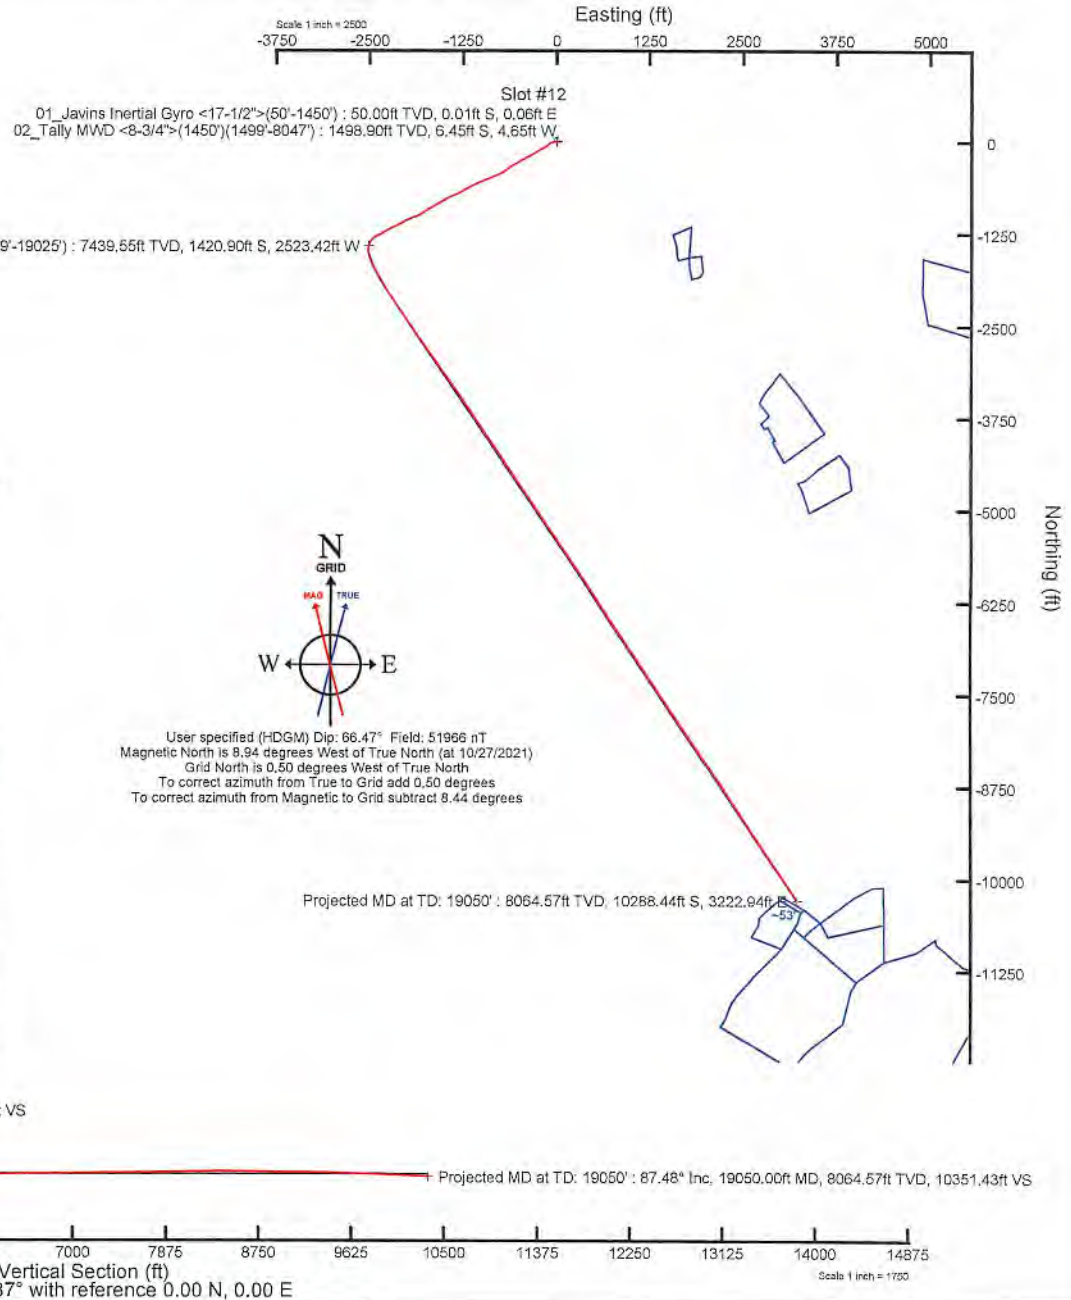 Easting (ft)
Scale 1 inch = 2500
-3750 -2500 -1250 0 1250 2500 3750 5000
Slot #12
01_Javins Inertial Gyro <17-1/2">(50'-1450') : 50.00ft TVD, 0.01ft S, 0.06ft E
02_Tally MWD <8-3/4">(1450')(1499'-8047') : 1498.90ft TVD, 6.45ft S, 4.65ft W
0
-1250
9'-19025') : 7439.55ft TVD, 1420.90ft S, 2523.42ft W
-2500
-3750
-5000
Northing (ft)
N
GRID
MAG TRUE
-6250
W E
-7500
User specified (HDGM) Dip: 66.47° Field: 51966 nT
Magnetic North is 8.94 degrees West of True North (at 10/27/2021)
Grid North is 0.50 degrees West of True North
To correct azimuth from True to Grid add 0.50 degrees
To correct azimuth from Magnetic to Grid subtract 8.44 degrees
-8750
-10000
Projected MD at TD: 19050' : 8064.57ft TVD, 10288.44ft S, 3222.94ft E
~53'
-11250
t VS
Projected MD at TD: 19050' : 87.48° Inc, 19050.00ft MD, 8064.57ft TVD, 10351.43ft VS
7000 7875 8750 9625 10500 11375 12250 13125 14000 14875
Vertical Section (ft)
Scale 1 inch = 1750
37° with reference 0.00 N, 0.00 E